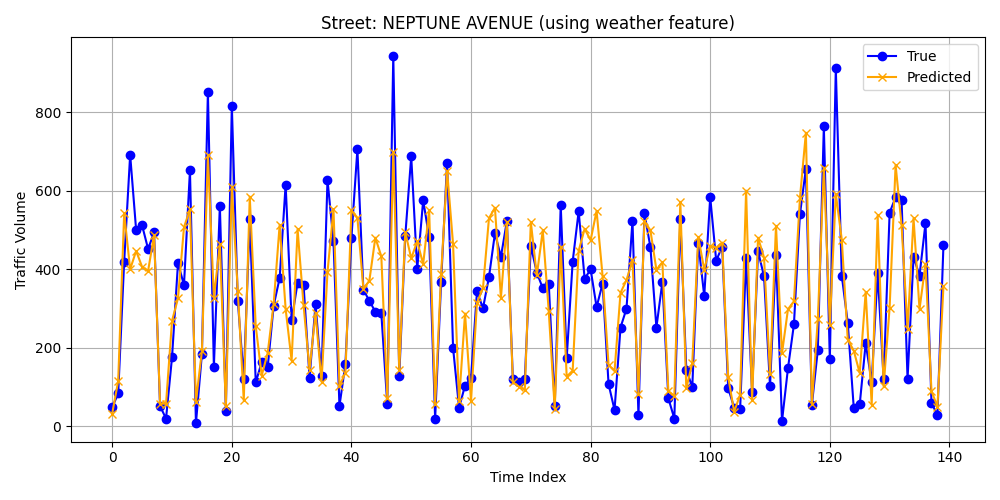 Street: NEPTUNE AVENUE (using weather feature)
True
Predicted
Traffic Volume
800
600
400
200
0
0 20 40 60 80 100 120 140
Time Index